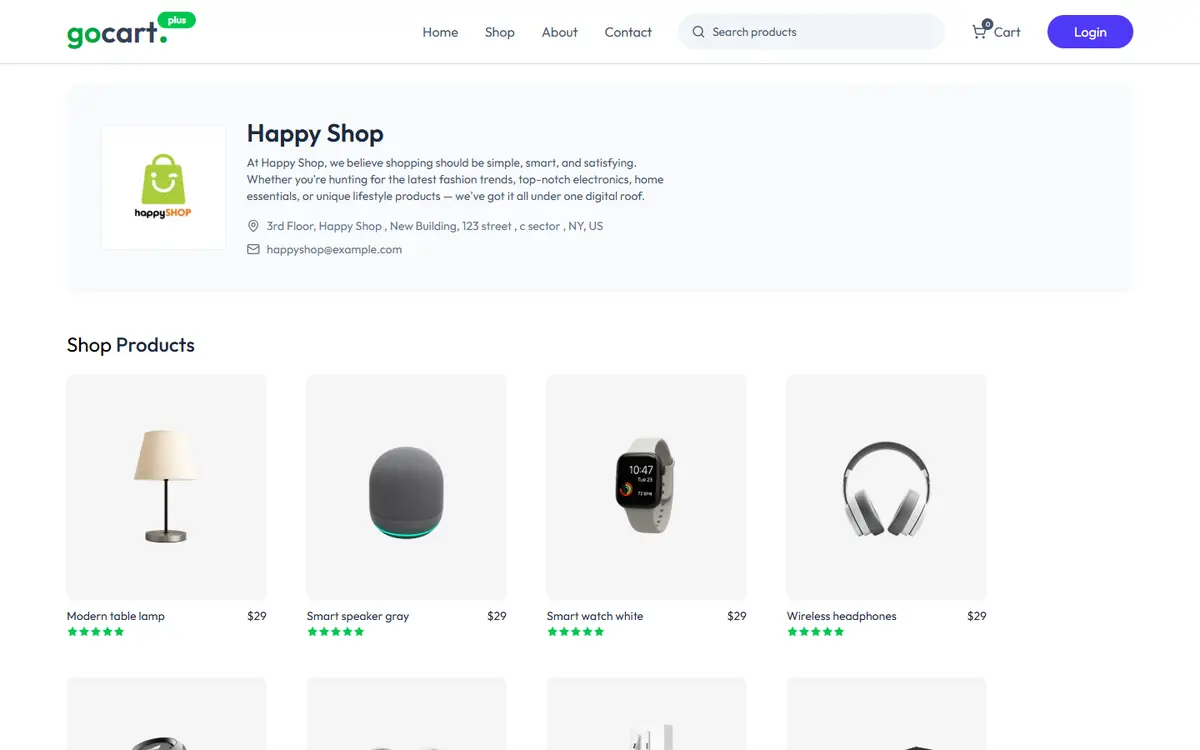 gocart.
plus
Home
Shop
About
Contact
Search products
0
Cart
Login
happySHOP
Happy Shop
At Happy Shop, we believe shopping should be simple, smart, and satisfying.
Whether you're hunting for the latest fashion trends, top-notch electronics, home
essentials, or unique lifestyle products — we've got it all under one digital roof.
3rd Floor, Happy Shop , New Building, 123 street , c sector , NY, US
happyshop@example.com
Shop Products
10:47
Tue 23
72 BPM
Modern table lamp
$29
Smart speaker gray
$29
Smart watch white
$29
Wireless headphones
$29